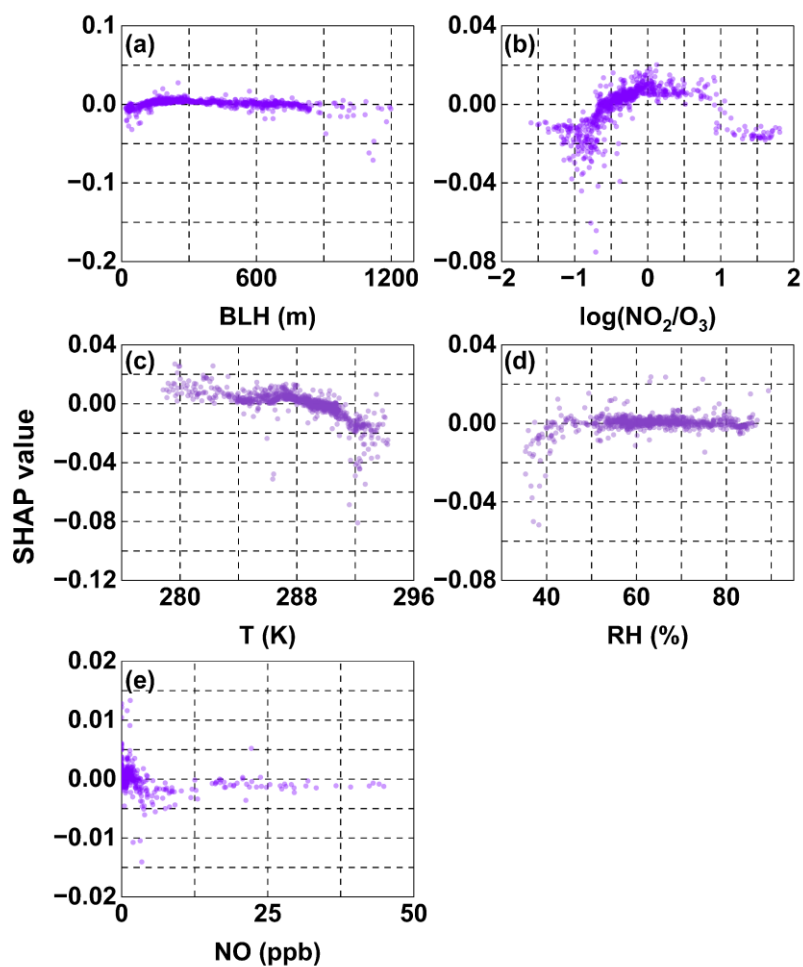 0.1
(a)
0.0
−0.1
−0.2
0 600 1200
BLH (m)
0.04
(b)
0.00
−0.04
−0.08
−2 −1 0 1 2
log(NO₂/O₃)
SHAP value
0.04
(c)
0.00
−0.04
−0.08
−0.12
280 288 296
T (K)
0.04
(d)
0.00
−0.04
−0.08
40 60 80
RH (%)
0.02
(e)
0.01
0.00
−0.01
−0.02
0 25 50
NO (ppb)